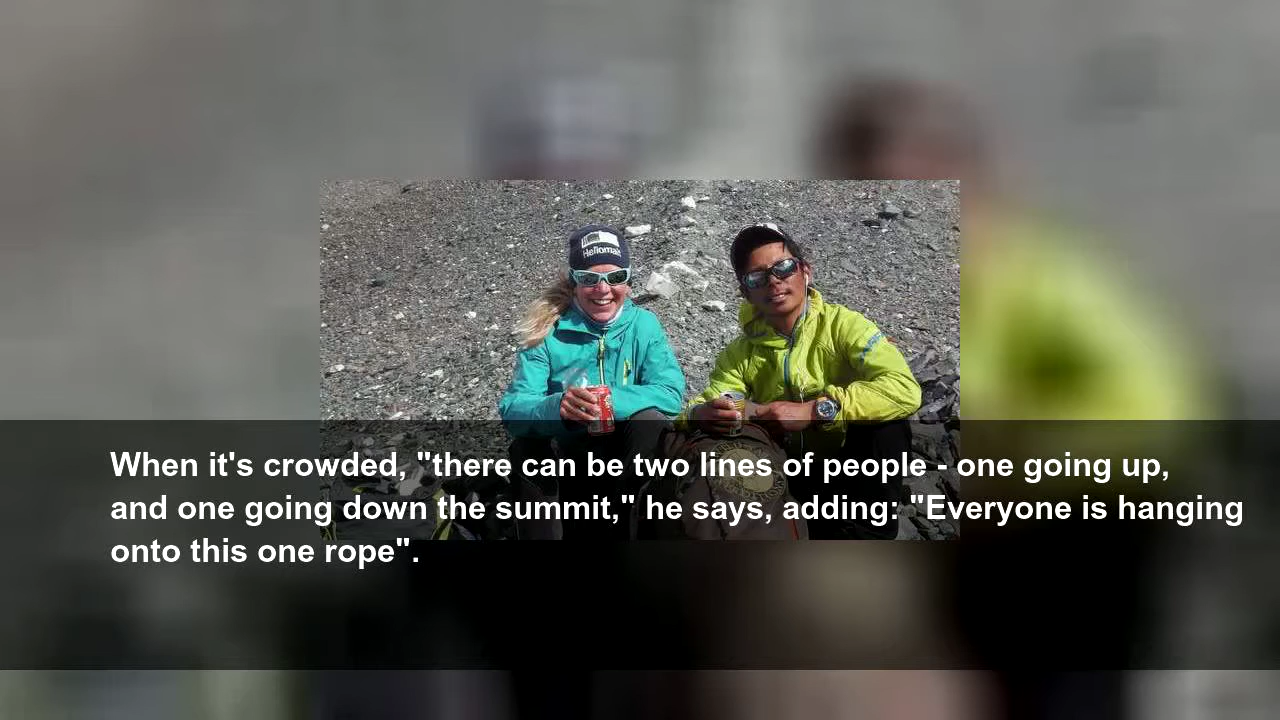 Helloma
When it's crowded, "there can be two lines of people - one going up,
and one going down the summit," he says, adding: "Everyone is hanging
onto this one rope".